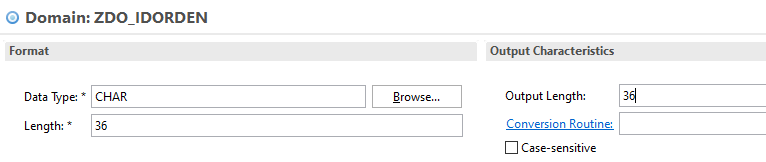 Domain: ZDO_IDORDEN
Format
Data Type: * CHAR Browse...
Length: * 36
Output Characteristics
Output Length: 36
Conversion Routine:
Case-sensitive